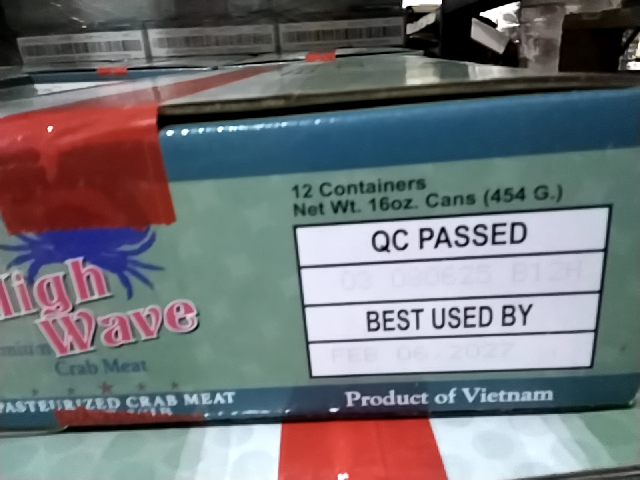 12 Containers
Net Wt. 16oz. Cans (454 G.)
QC PASSED
03 090625 B12H
BEST USED BY
FEB 06, 2027
High
Wave
Crab Meat
PASTEURIZED CRAB MEAT
Product of Vietnam